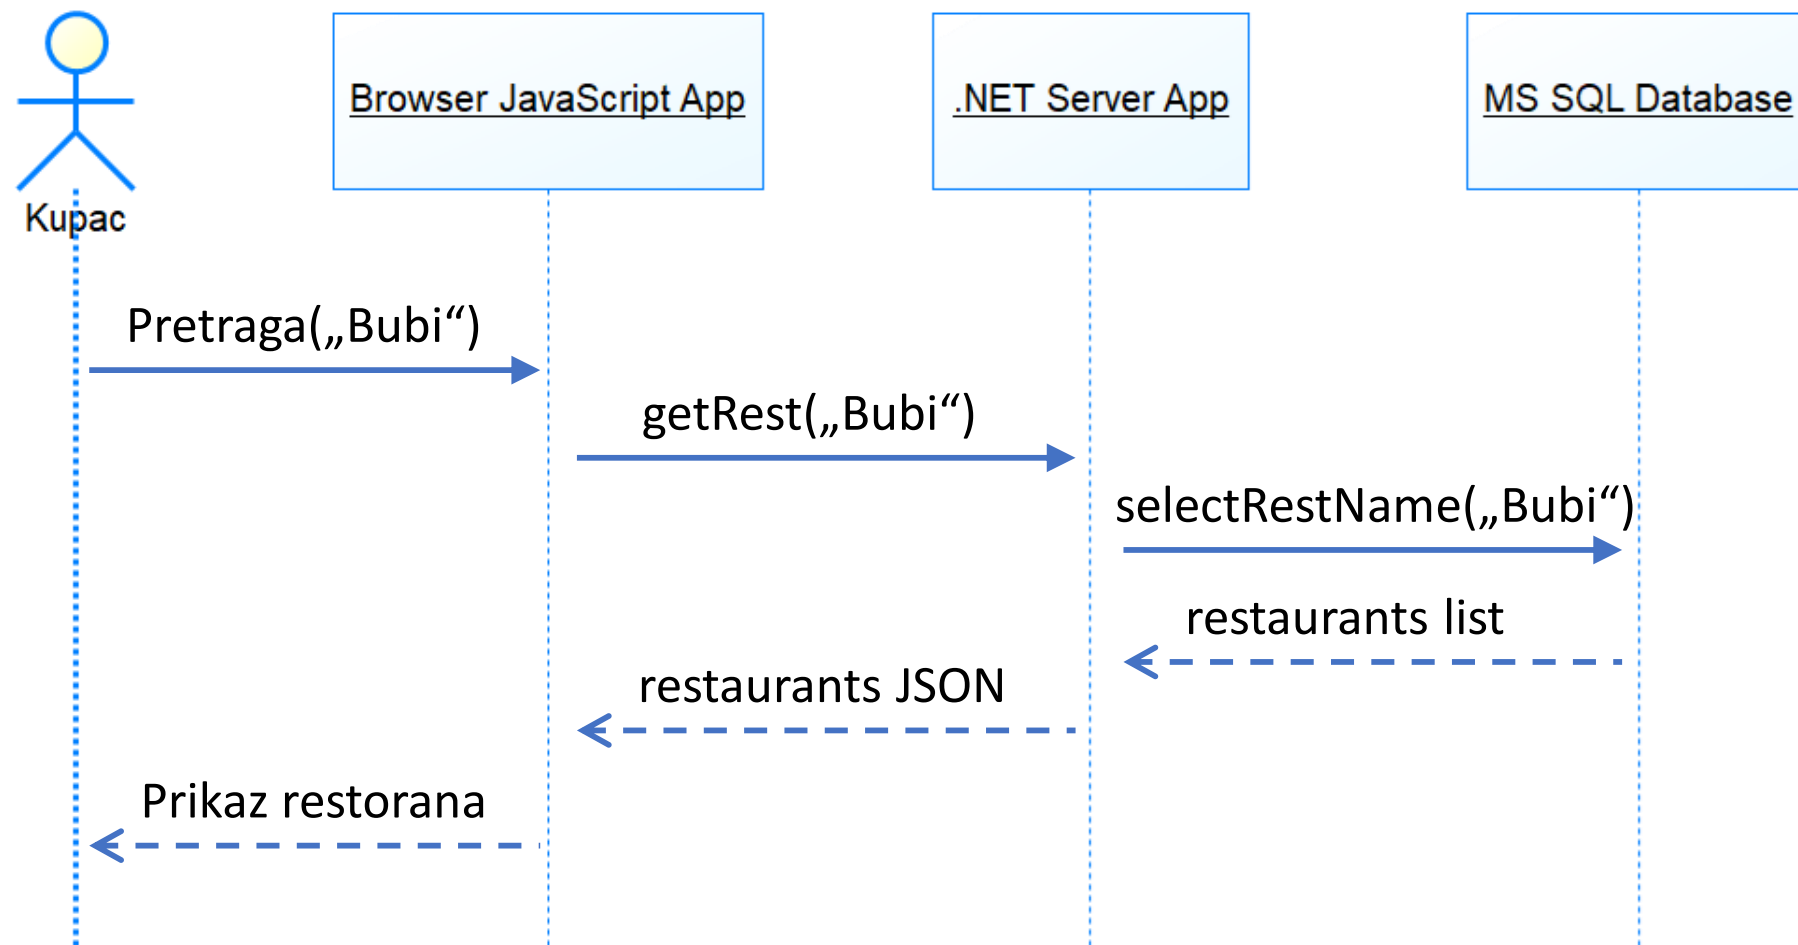 Browser JavaScript App
.NET Server App
MS SQL Database
Kupac
Pretraga(„Bubi“)
getRest(„Bubi“)
selectRestName(„Bubi“)
restaurants list
restaurants JSON
Prikaz restorana